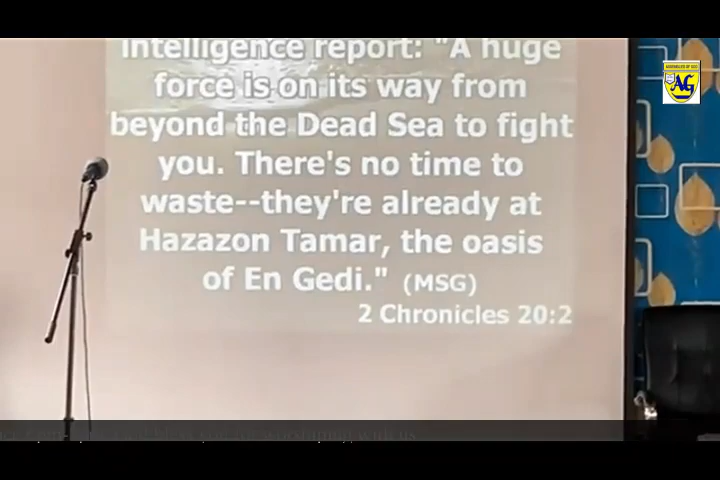 intelligence report: "A huge
force is on its way from
beyond the Dead Sea to fight
you. There's no time to
waste--they're already at
Hazazon Tamar, the oasis
of En Gedi." (MSG)
2 Chronicles 20:2
AG